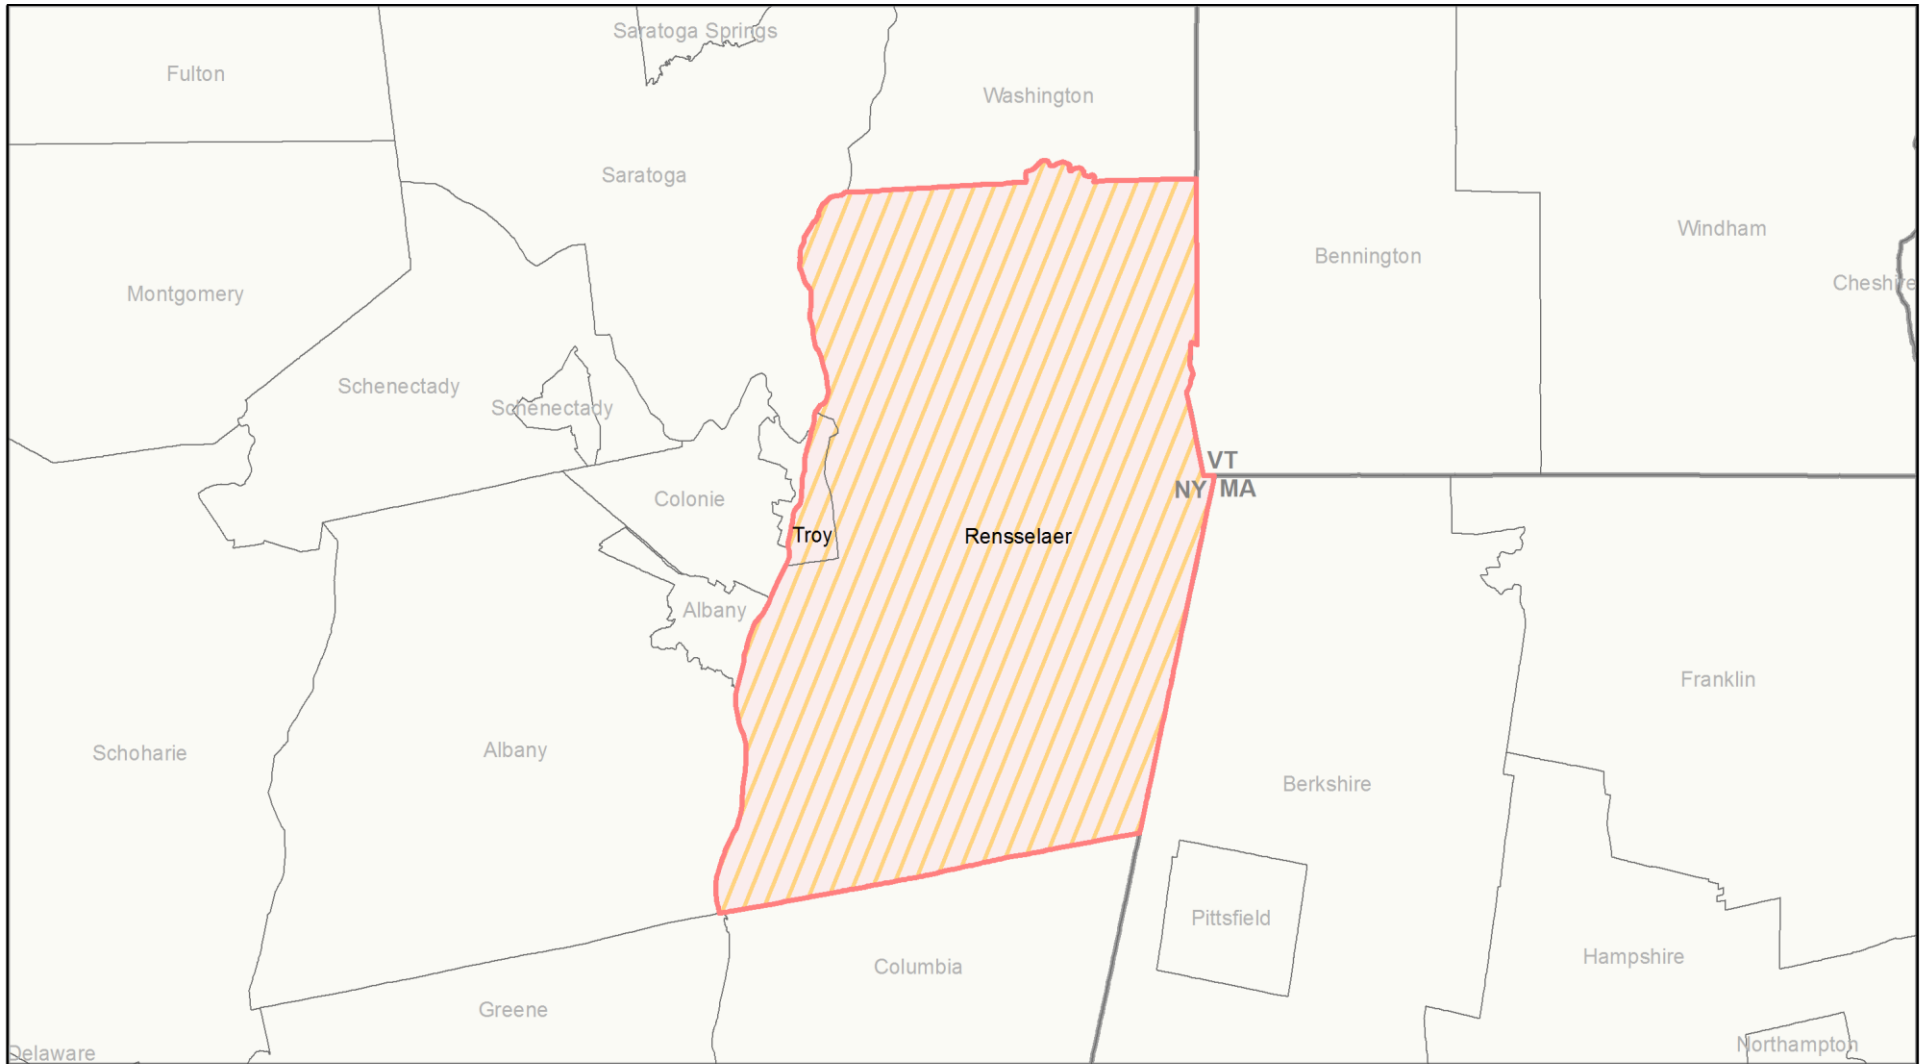 Saratoga Springs
Fulton
Washington
Saratoga
Windham
Bennington
Cheshire
Montgomery
Schenectady
Schenectady
VT
NY MA
Colonie
Troy
Rensselaer
Albany
Franklin
Albany
Schoharie
Berkshire
Pittsfield
Hampshire
Columbia
Greene
Northampton
Delaware